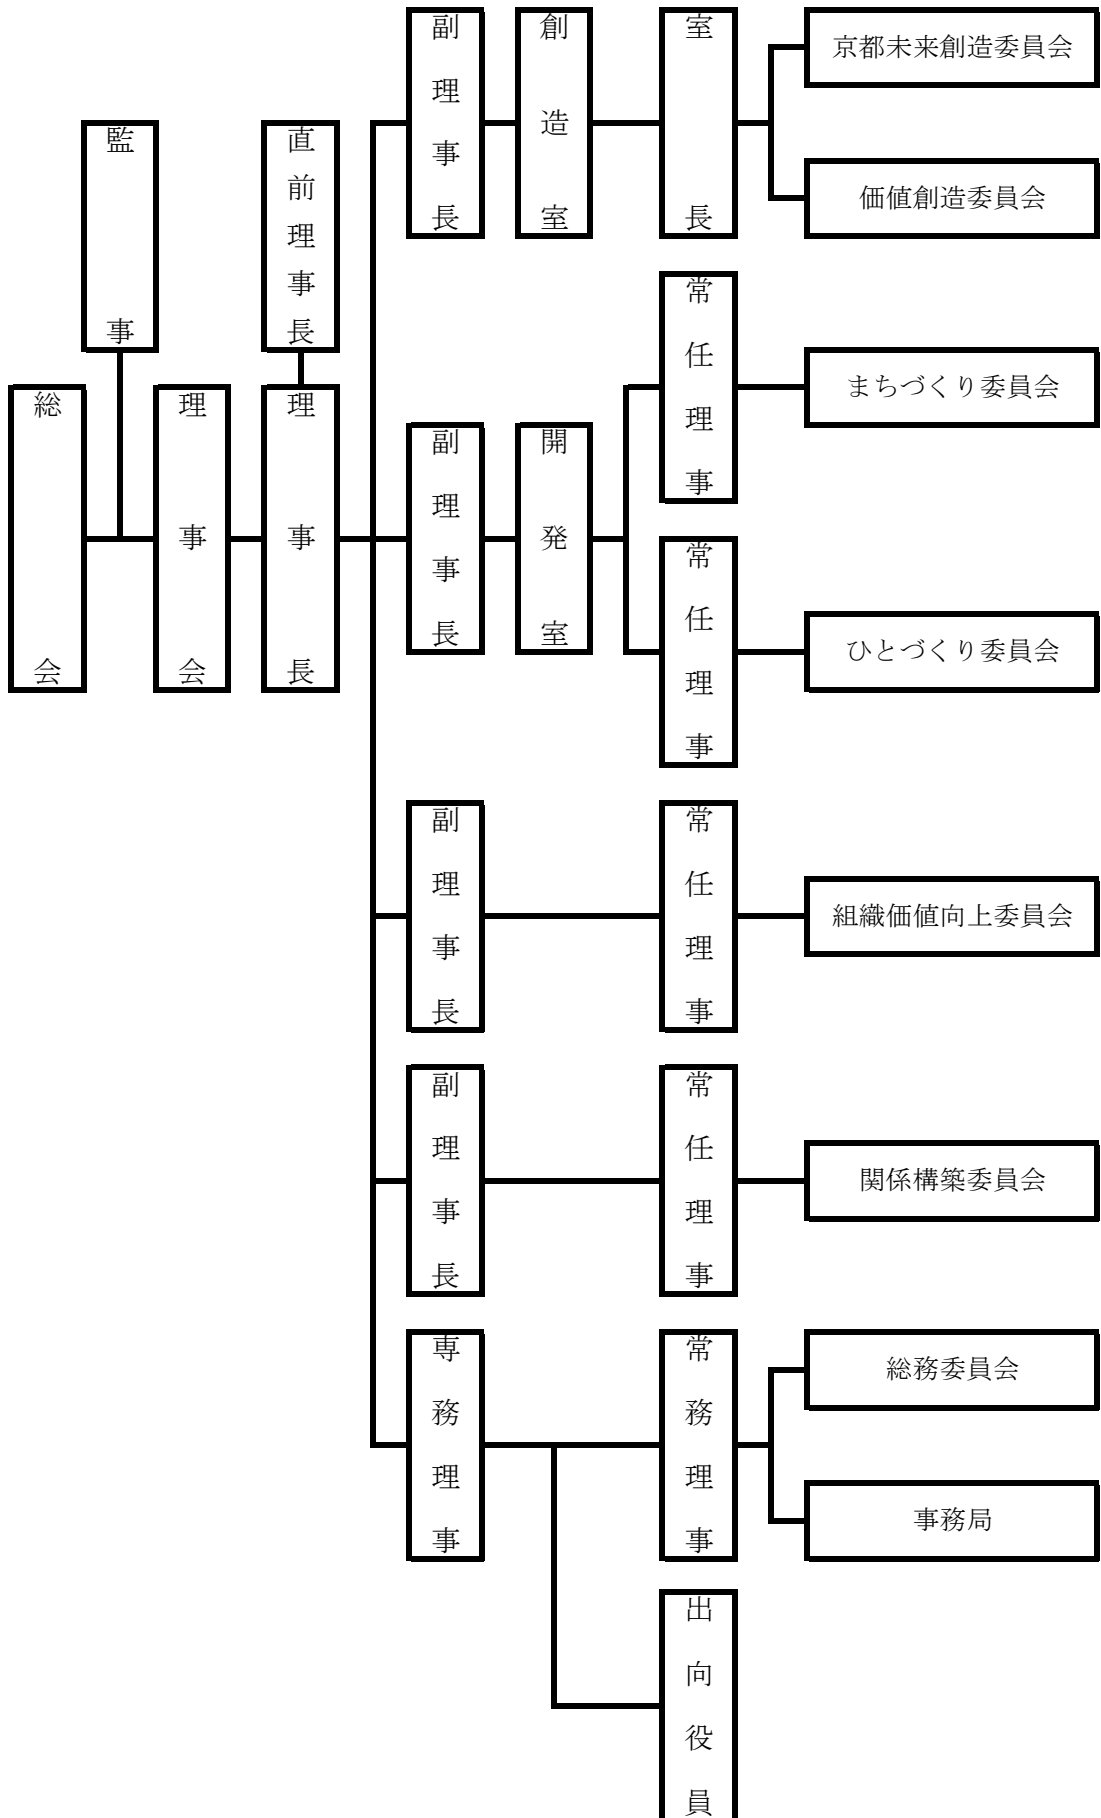 総会
監事
理事会
直前理事長
理事長
副理事長
創造室
室長
京都未来創造委員会
価値創造委員会
副理事長
開発室
常任理事
まちづくり委員会
常任理事
ひとづくり委員会
副理事長
常任理事
組織価値向上委員会
副理事長
常任理事
関係構築委員会
専務理事
常務理事
総務委員会
事務局
出向役員